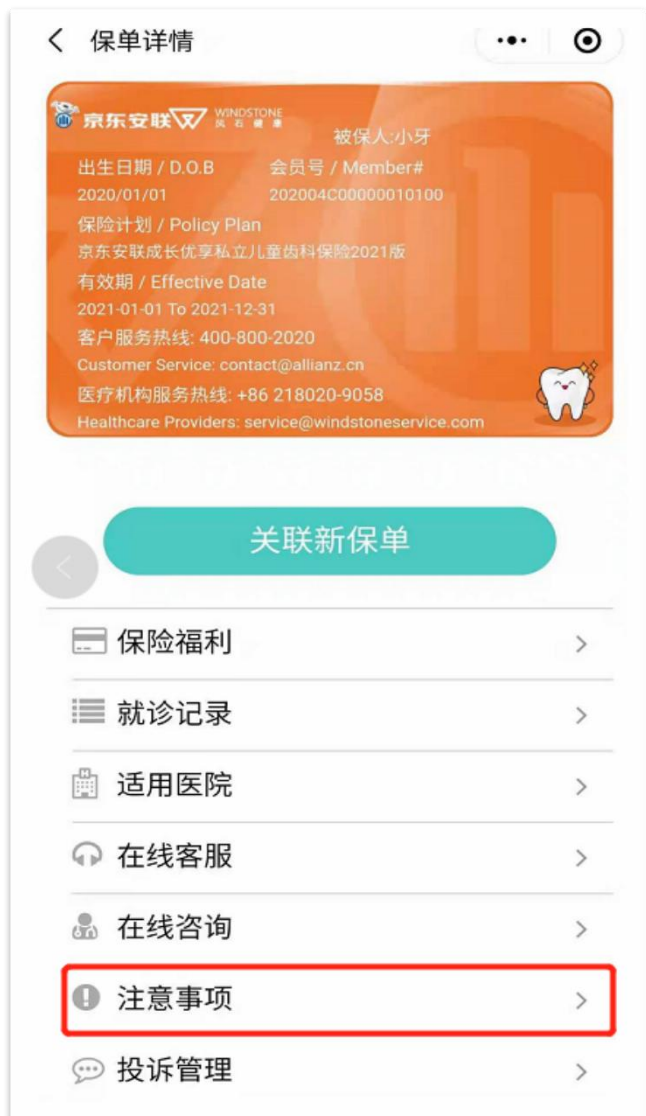 保单详情
京东安联 WINDSTONE
风石健康
被保人:小牙
出生日期 / D.O.B 会员号 / Member#
2020/01/01 202004C00000010100
保险计划 / Policy Plan
京东安联成长优享私立儿童齿科保险2021版
有效期 / Effective Date
2021-01-01 To 2021-12-31
客户服务热线: 400-800-2020
Customer Service: contact@allianz.cn
医疗机构服务热线: +86 218020-9058
Healthcare Providers: service@windstoneservice.com
关联新保单
保险福利
就诊记录
适用医院
在线客服
在线咨询
注意事项
投诉管理